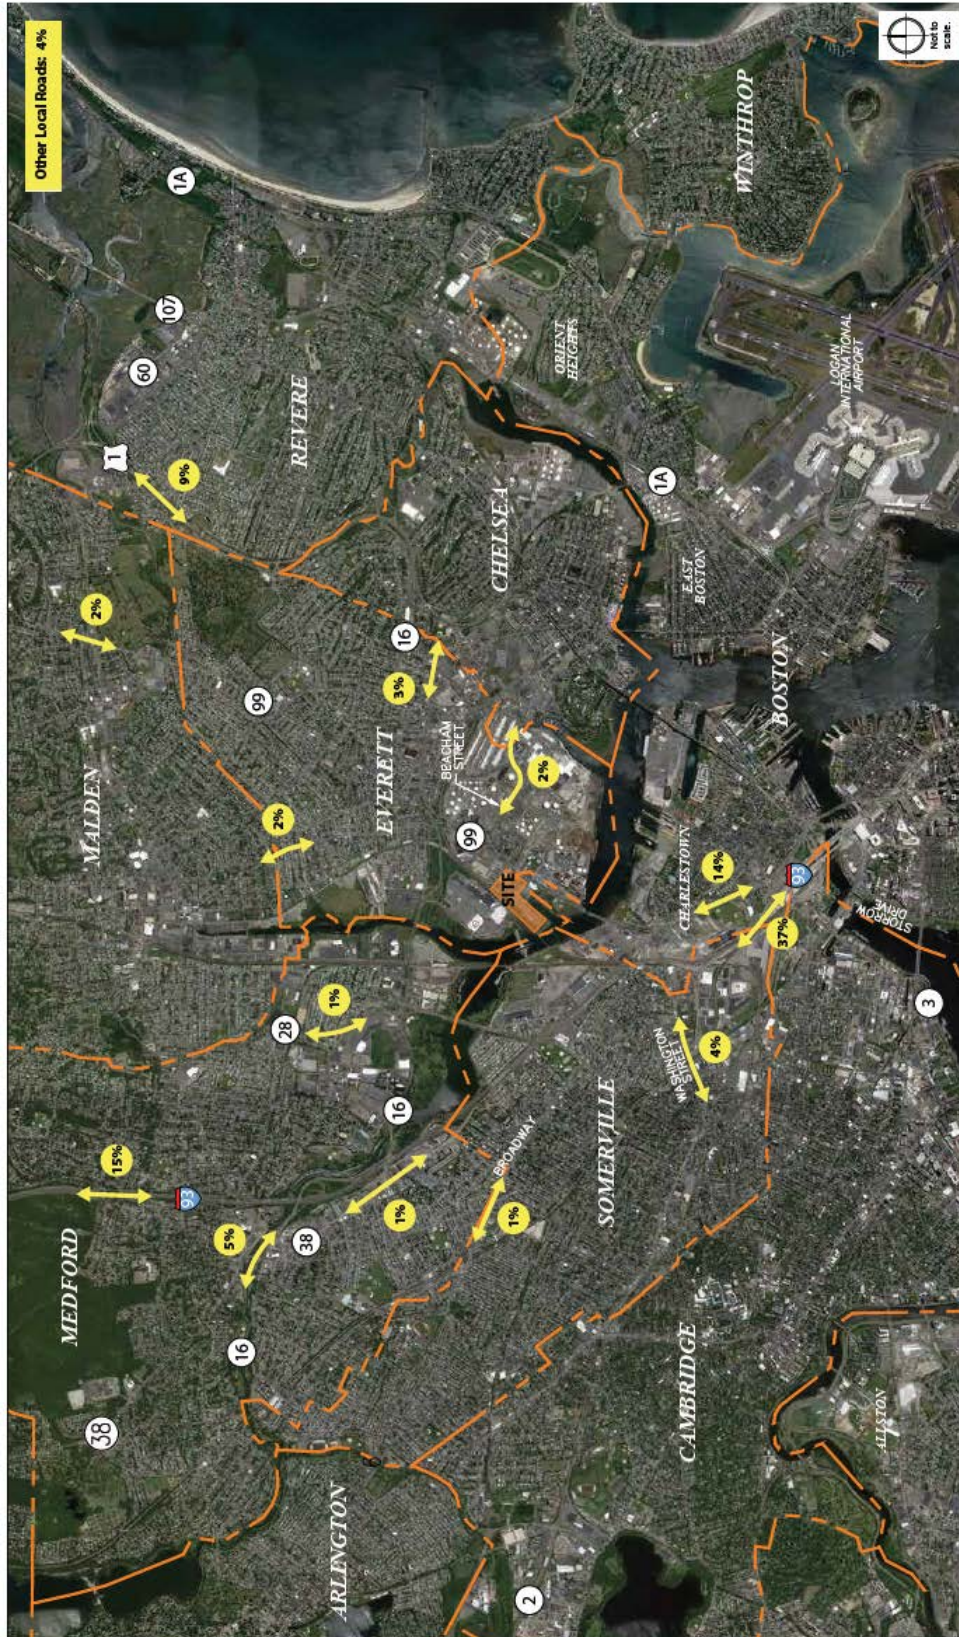 Other Local Roads: 4%
Not to
scale.
MEDFORD
15%
93
38
5%
38
16
1%
16
28
1%
MALDEN
2%
2%
99
1
9%
60
107
1A
REVERE
ARLINGTON
2
BROADWAY
1%
SOMERVILLE
EVERETT
BEACHAM
STREET
99
2%
3%
16
SITE
CHELSEA
ORIENT
HEIGHTS
WINTHROP
CAMBRIDGE
WASHINGTON
STREET
4%
CHARLESTOWN
14%
37%
93
EAST
BOSTON
1A
BOSTON
LOGAN
INTERNATIONAL
AIRPORT
ALLSTON
3
STORROW
DRIVE